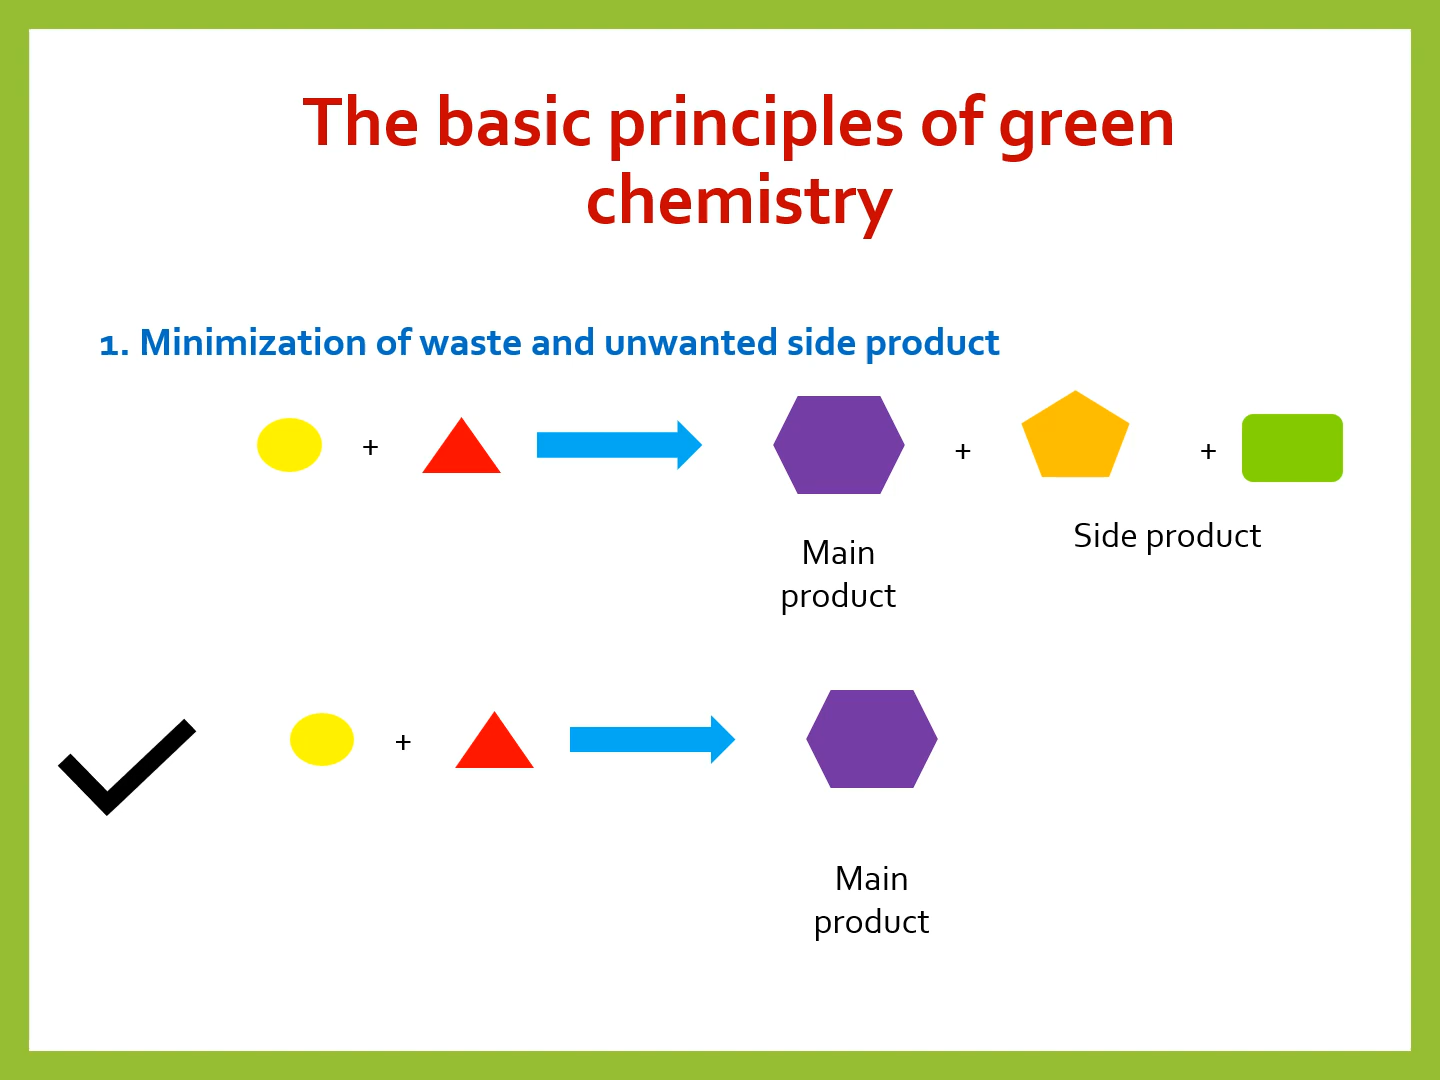 The basic principles of green
chemistry
1. Minimization of waste and unwanted side product
+ + +
Side product
Main
product
+
Main
product